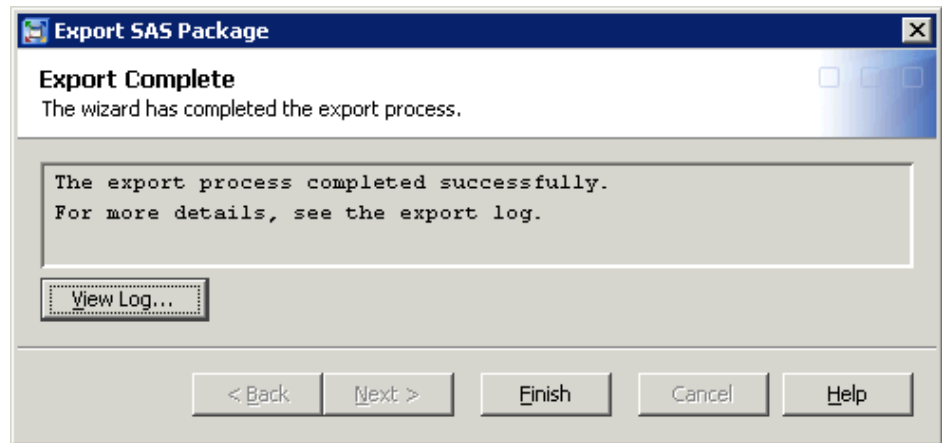 Export SAS Package
Export Complete
The wizard has completed the export process.
The export process completed successfully.
For more details, see the export log.
View Log...
< Back Next > Finish Cancel Help